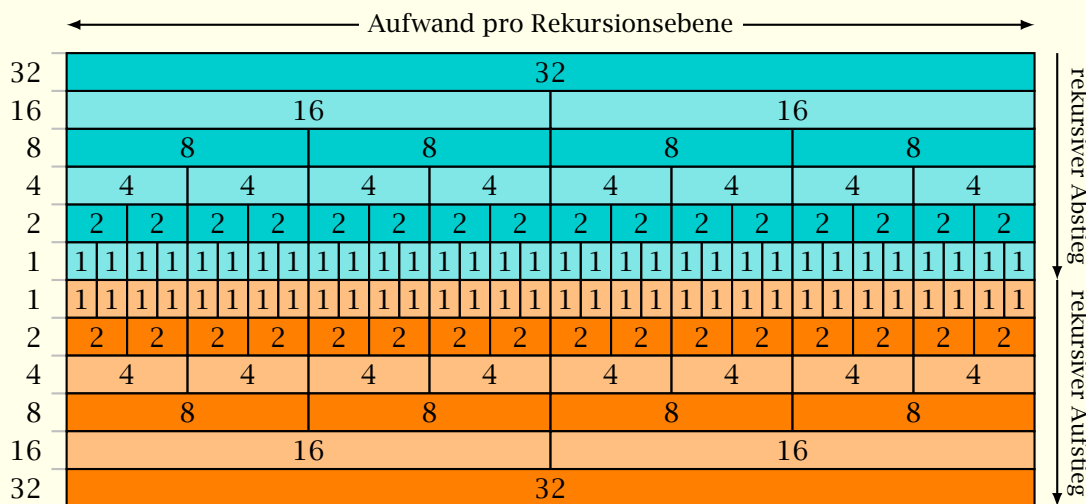 Aufwand pro Rekursionsebene
32 32
16 16 16
8 8 8 8 8
4 4 4 4 4 4 4 4 4
2 2 2 2 2 2 2 2 2 2 2 2 2 2 2 2 2
1 1 1 1 1 1 1 1 1 1 1 1 1 1 1 1 1 1 1 1 1 1 1 1 1 1 1 1 1 1 1 1 1
1 1 1 1 1 1 1 1 1 1 1 1 1 1 1 1 1 1 1 1 1 1 1 1 1 1 1 1 1 1 1 1 1
2 2 2 2 2 2 2 2 2 2 2 2 2 2 2 2 2
4 4 4 4 4 4 4 4 4
8 8 8 8 8
16 16 16
32 32
rekursiver Abstieg
rekursiver Aufstieg